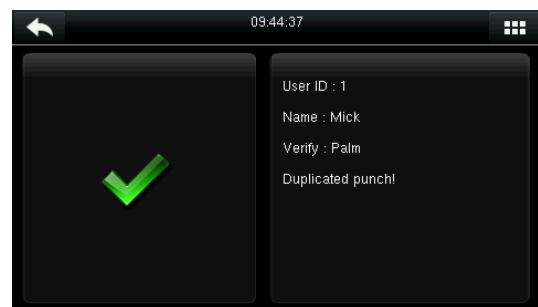 09:44:37
User ID : 1
Name : Mick
Verify : Palm
Duplicated punch!